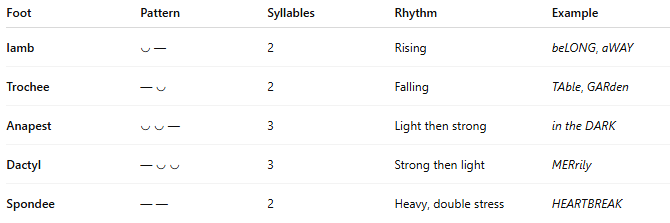 Foot Pattern Syllables Rhythm Example
Iamb ◡ — 2 Rising beLONG, aWAY
Trochee — ◡ 2 Falling TAble, GARden
Anapest ◡ ◡ — 3 Light then strong in the DARK
Dactyl — ◡ ◡ 3 Strong then light MERrily
Spondee — — 2 Heavy, double stress HEARTBREAK